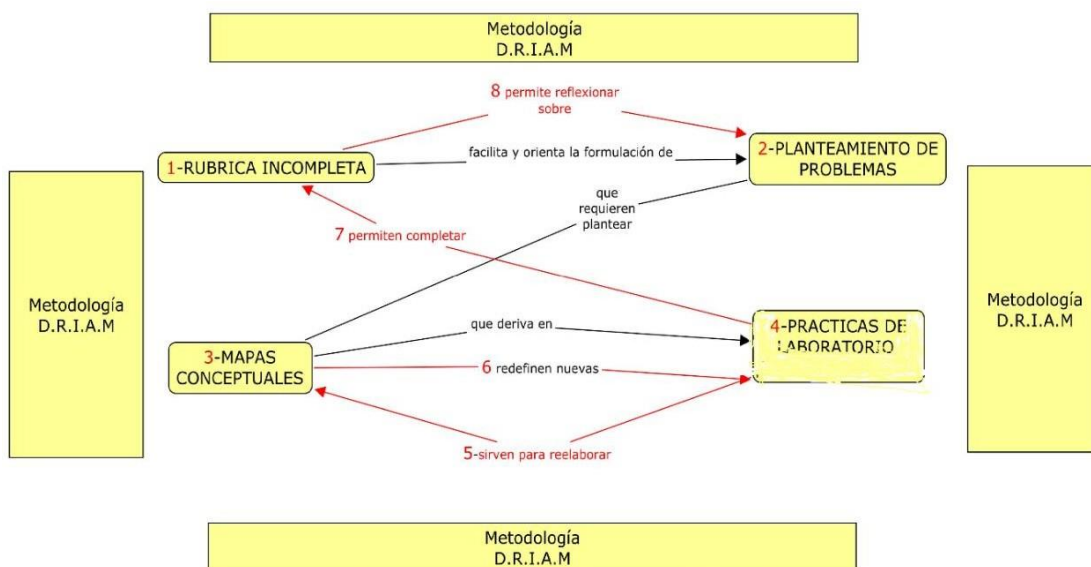 Metodología
D.R.I.A.M
8 permite reflexionar
sobre
1-RUBRICA INCOMPLETA
facilita y orienta la formulación de
2-PLANTEAMIENTO DE
PROBLEMAS
que
requieren
plantear
7 permiten completar
Metodología
D.R.I.A.M
Metodología
D.R.I.A.M
que deriva en
4-PRACTICAS DE
LABORATORIO
3-MAPAS
CONCEPTUALES
6 redefinen nuevas
5-sirven para reelaborar
Metodología
D.R.I.A.M